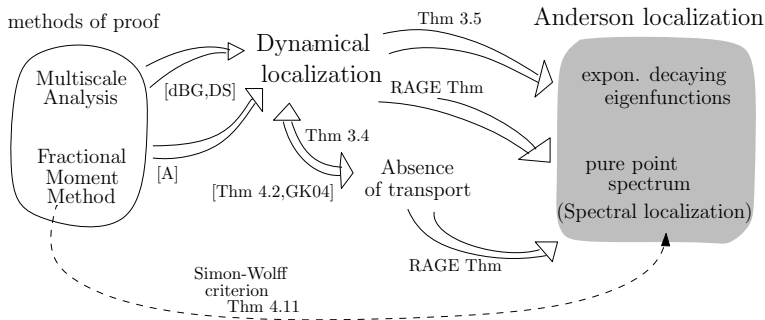 methods of proof
Multiscale
Analysis
Fractional
Moment
Method
[dBG,DS]
[A]
Dynamical
localization
Thm 3.5
RAGE Thm
Thm 3.4
[Thm 4.2,GK04]
Absence
of transport
RAGE Thm
Anderson localization
expon. decaying
eigenfunctions
pure point
spectrum
(Spectral localization)
Simon-Wolff
criterion
Thm 4.11